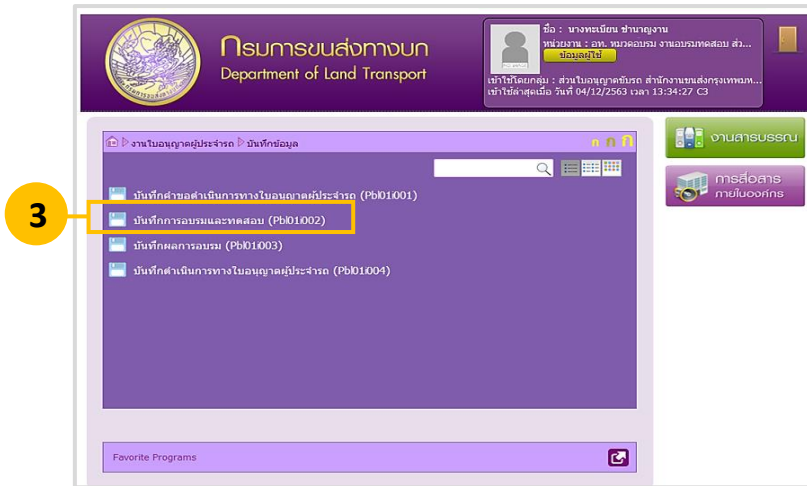 กรมการขนส่งทางบก
Department of Land Transport
ชื่อ : นางทะเบียน ชำนาญงาน
หน่วยงาน : อท. หมวดอบรม งานอบรมทดสอบ ส่ว...
ข้อมูลผู้ใช้
เข้าใช้โดยกลุ่ม : ส่วนใบอนุญาตขับรถ สำนักงานขนส่งกรุงเทพมห...
เข้าใช้ล่าสุดเมื่อ วันที่ 04/12/2563 เวลา 13:34:27 C3
งานใบอนุญาตผู้ประจำรถ บันทึกข้อมูล
ก ก ก
งานสารบรรณ
การสื่อสาร
ภายในองค์กร
บันทึกคำขอดำเนินการทางใบอนุญาตผู้ประจำรถ (Pbl01i001)
3
บันทึกการอบรมและทดสอบ (Pbl01i002)
บันทึกผลการอบรม (Pbl01i003)
บันทึกดำเนินการทางใบอนุญาตผู้ประจำรถ (Pbl01i004)
Favorite Programs